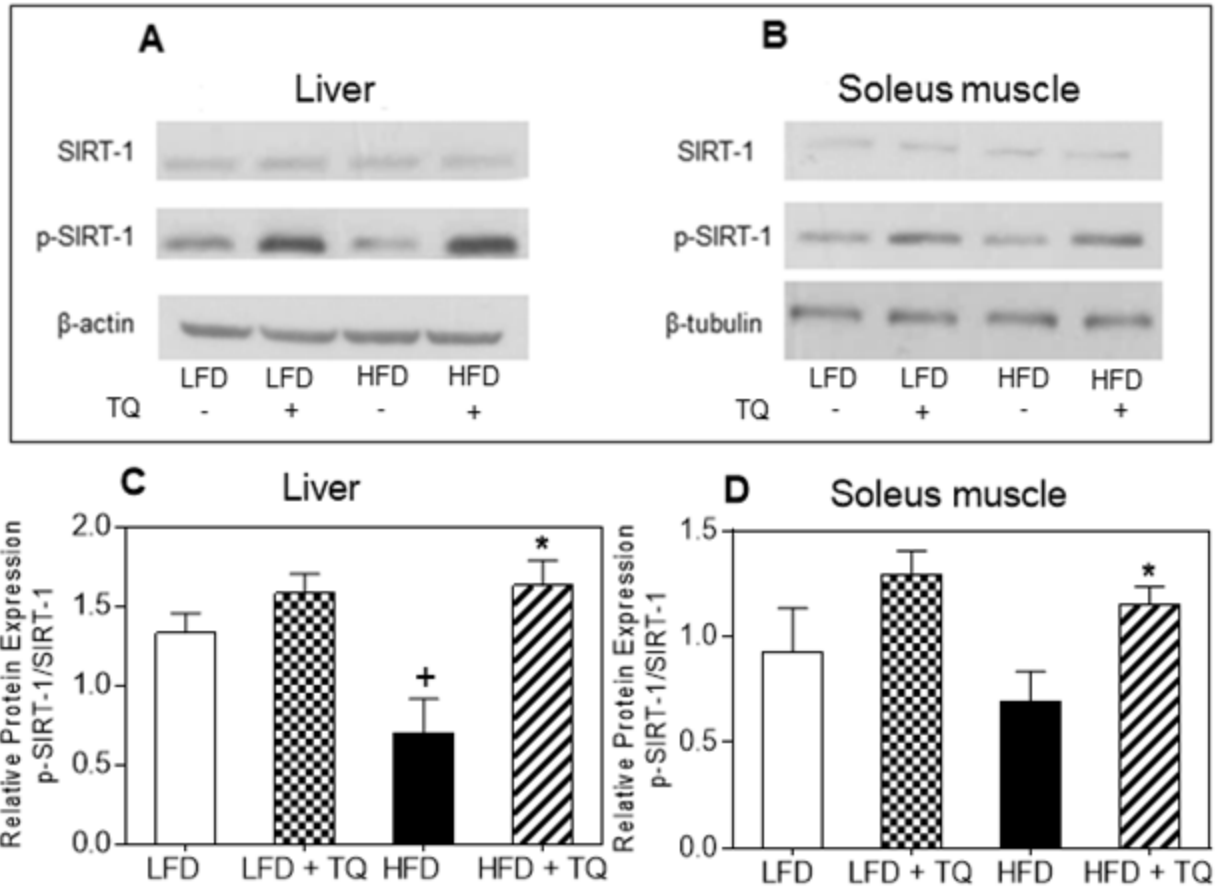 A
Liver
SIRT-1
p-SIRT-1
β-actin
LFD LFD HFD HFD
TQ - + - +
B
Soleus muscle
SIRT-1
p-SIRT-1
β-tubulin
LFD LFD HFD HFD
TQ - + - +
C
Liver
Relative Protein Expression
p-SIRT-1/SIRT-1
2.0
1.5
1.0
0.5
0.0
+
*
LFD LFD + TQ HFD HFD + TQ
D
Soleus muscle
Relative Protein Expression
p-SIRT-1/SIRT-1
1.5
1.0
0.5
0.0
*
LFD LFD + TQ HFD HFD + TQ